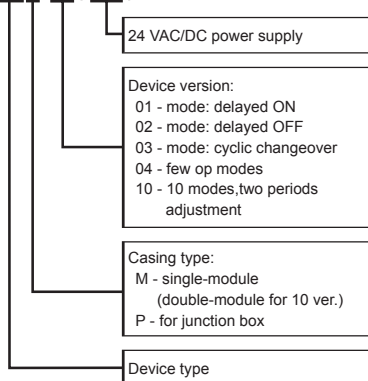 24 VAC/DC power supply
Device version:
01 - mode: delayed ON
02 - mode: delayed OFF
03 - mode: cyclic changeover
04 - few op modes
10 - 10 modes,two periods
adjustment
Casing type:
M - single-module
(double-module for 10 ver.)
P - for junction box
Device type